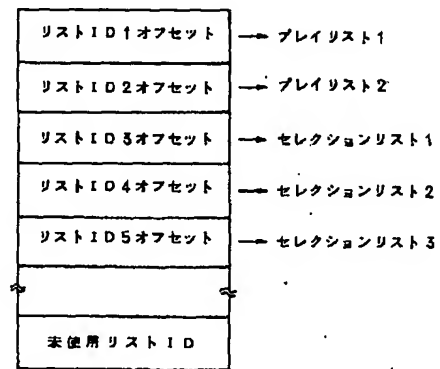 リストID1オフセット → プレイリスト1
リストID2オフセット → プレイリスト2
リストID3オフセット → セレクションリスト1
リストID4オフセット → セレクションリスト2
リストID5オフセット → セレクションリスト3
未使用リストID